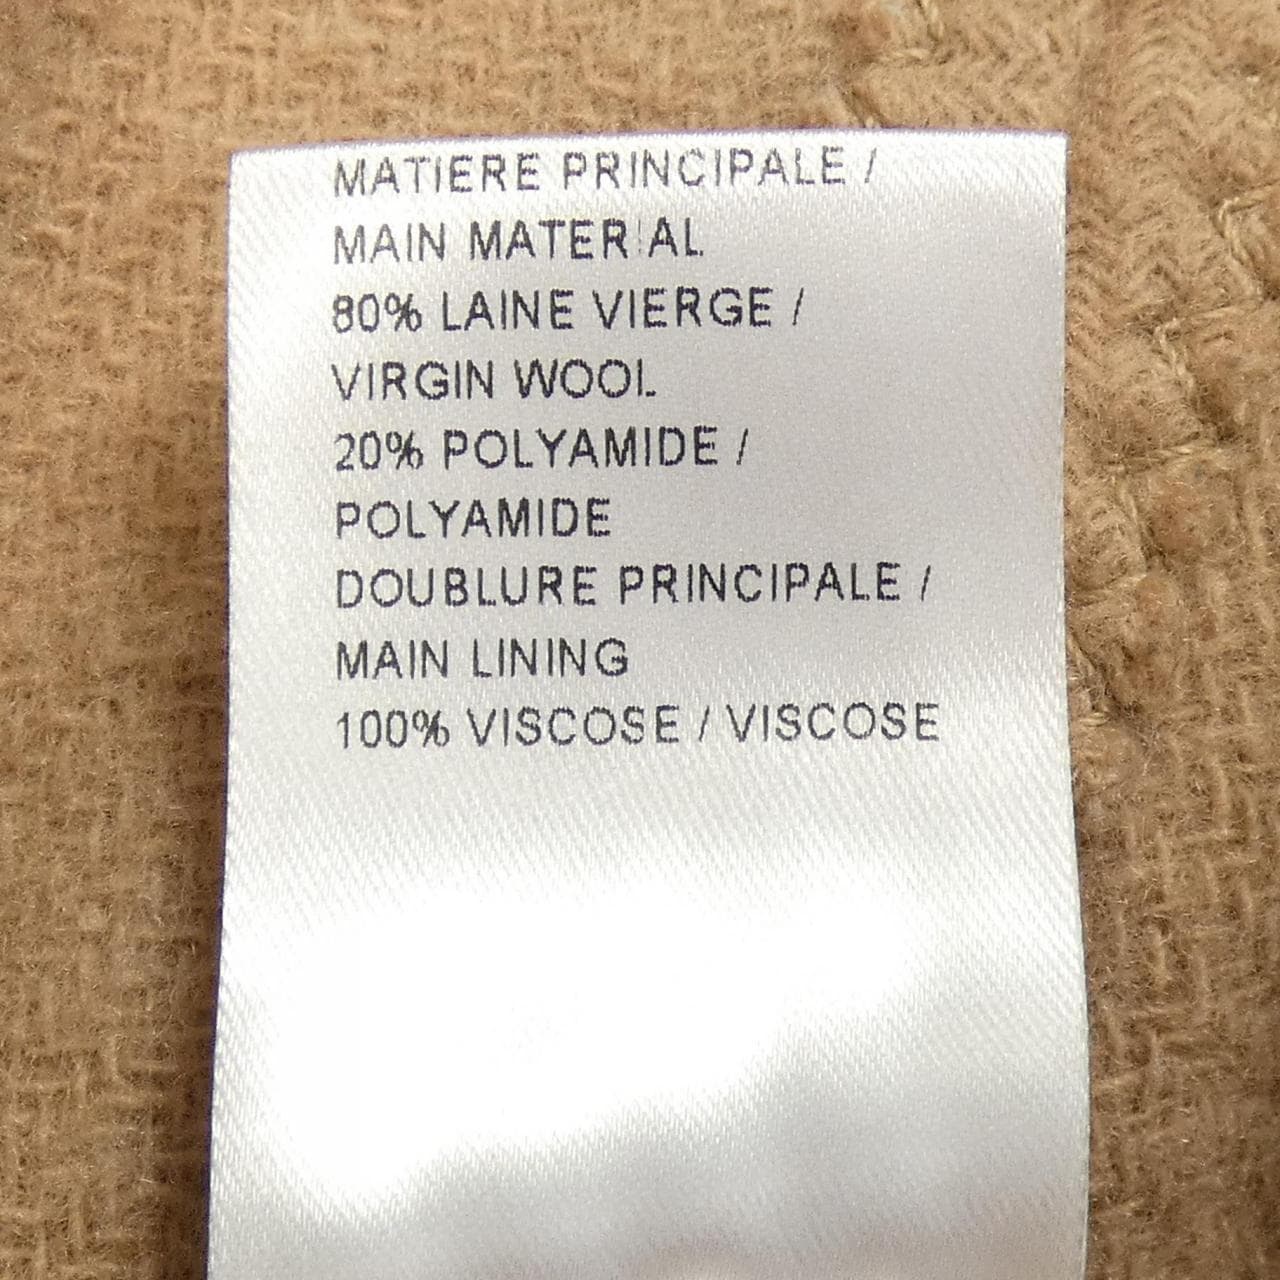 MATIERE PRINCIPALE /
MAIN MATERIAL
80% LAINE VIERGE /
VIRGIN WOOL
20% POLYAMIDE /
POLYAMIDE
DOUBLURE PRINCIPALE /
MAIN LINING
100% VISCOSE / VISCOSE